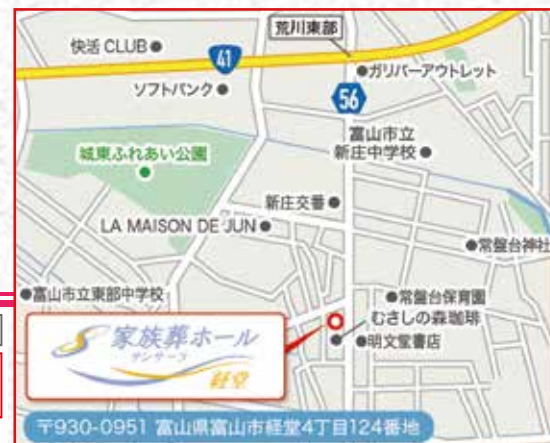 荒川東部
快活 CLUB
41
ガリバーアウトレット
ソフトバンク
56
富山市立
新庄中学校
城東ふれあい公園
新庄交番
LA MAISON DE JUN
常盤台神社
富山市立東部中学校
常盤台保育園
むさしの森珈琲
明文堂書店
家族葬ホール
サンサーラ
経堂
〒930-0951 富山県富山市経堂4丁目124番地